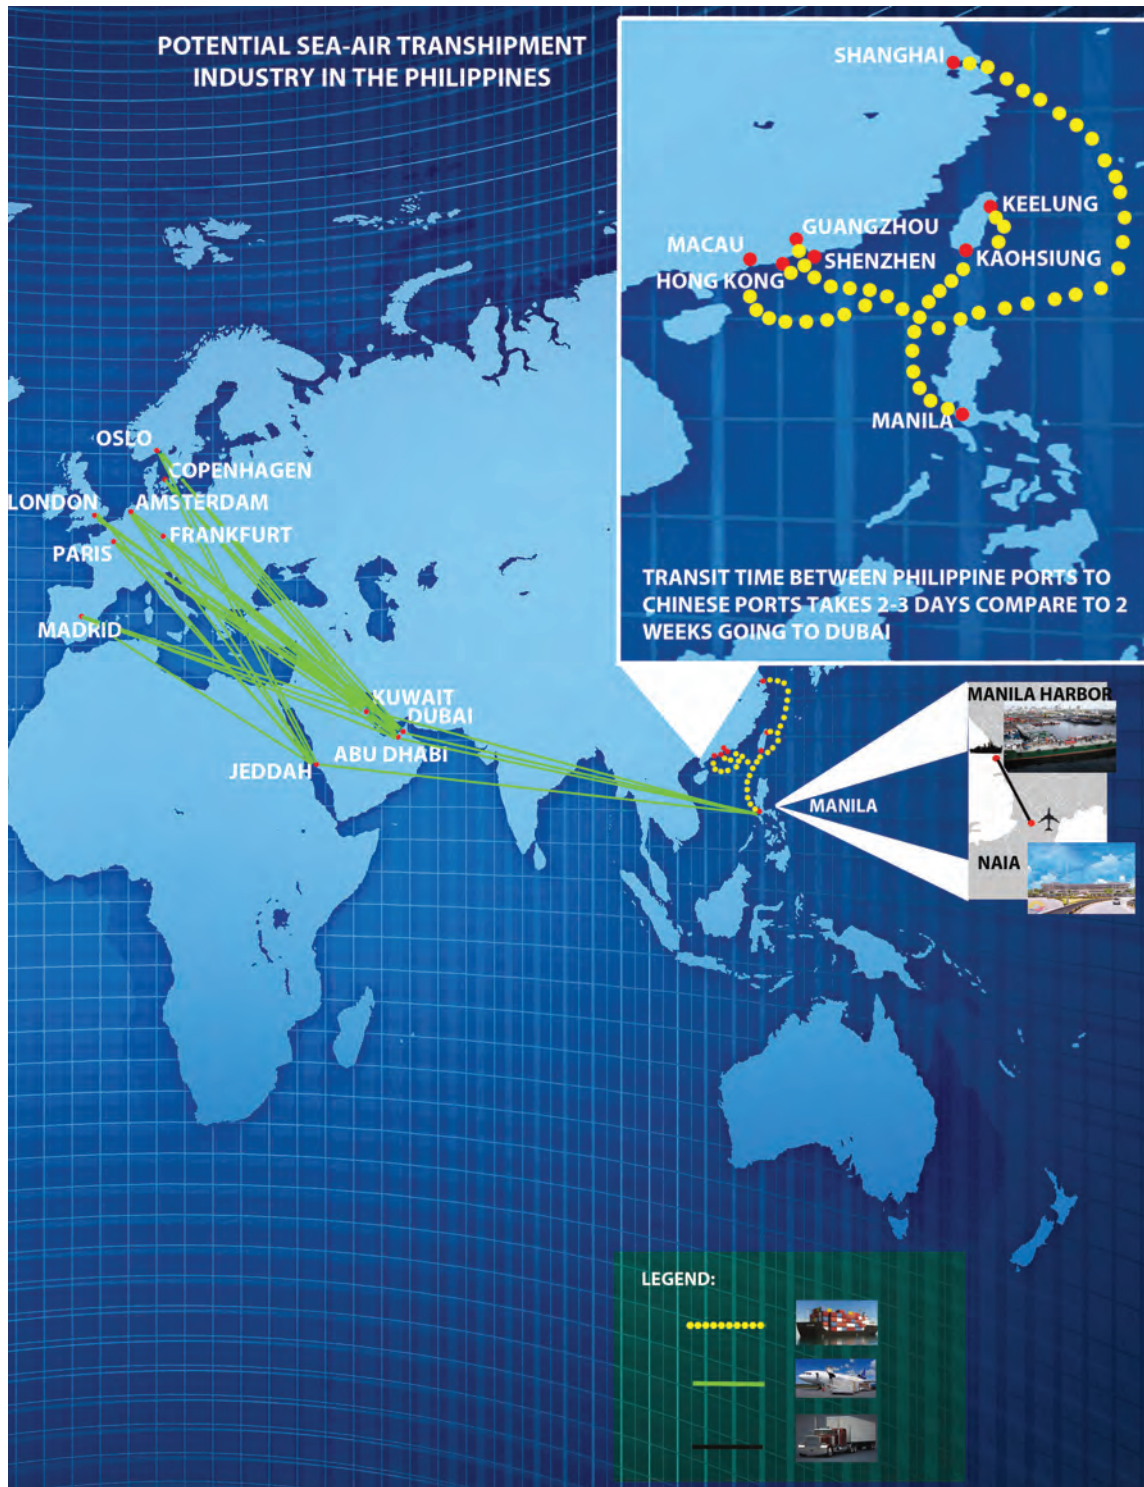 POTENTIAL SEA-AIR TRANSHIPMENT
INDUSTRY IN THE PHILIPPINES
SHANGHAI
KEELUNG
GUANGZHOU
MACAU
SHENZHEN
KAOHSIUNG
HONG KONG
MANILA
TRANSIT TIME BETWEEN PHILIPPINE PORTS TO
CHINESE PORTS TAKES 2-3 DAYS COMPARE TO 2
WEEKS GOING TO DUBAI
OSLO
COPENHAGEN
LONDON
AMSTERDAM
FRANKFURT
PARIS
MADRID
KUWAIT
DUBAI
ABU DHABI
JEDDAH
MANILA
MANILA HARBOR
NAIA
LEGEND: